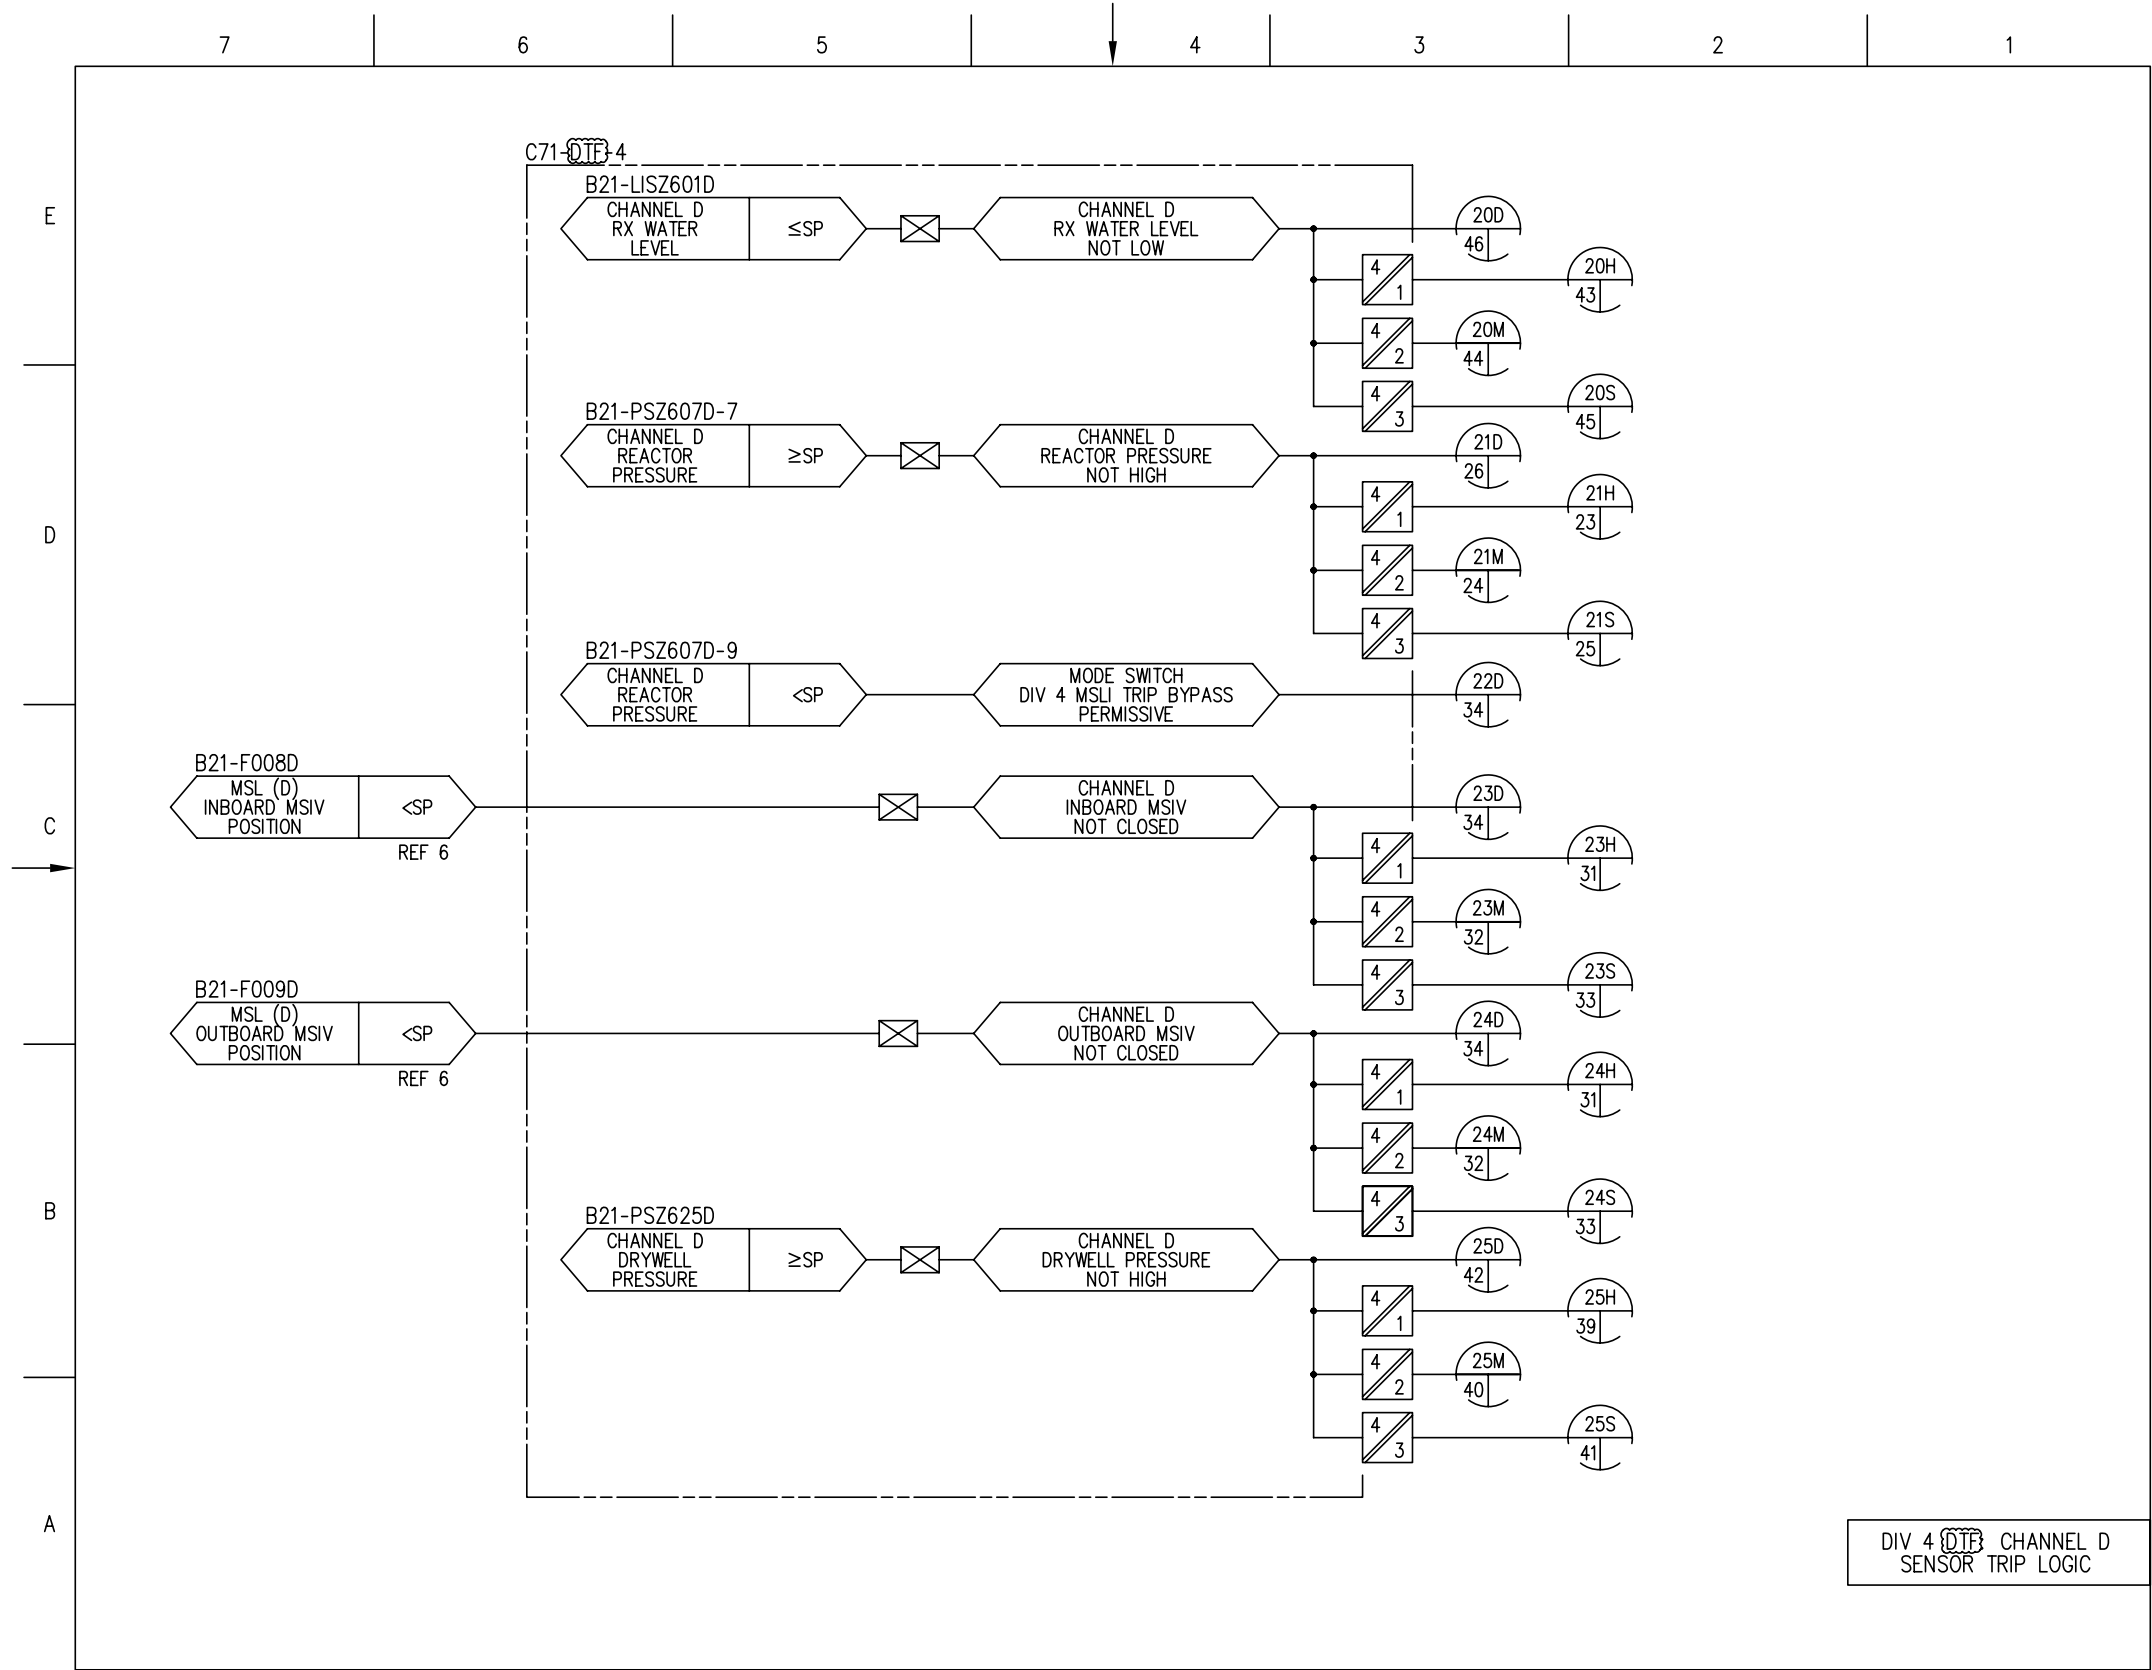 7 6 5 4 3 2 1
C71-DTF-4
E
B21-LISZ601D
CHANNEL D
RX WATER
LEVEL
≤SP
CHANNEL D
RX WATER LEVEL
NOT LOW
20D
46
4
1
20H
43
4
2
20M
44
4
3
20S
45
D
B21-PSZ607D-7
CHANNEL D
REACTOR
PRESSURE
≥SP
CHANNEL D
REACTOR PRESSURE
NOT HIGH
21D
26
4
1
21H
23
4
2
21M
24
4
3
21S
25
B21-PSZ607D-9
CHANNEL D
REACTOR
PRESSURE
<SP
MODE SWITCH
DIV 4 MSLI TRIP BYPASS
PERMISSIVE
22D
34
C
B21-F008D
MSL (D)
INBOARD MSIV
POSITION
<SP
REF 6
CHANNEL D
INBOARD MSIV
NOT CLOSED
23D
34
4
1
23H
31
4
2
23M
32
4
3
23S
33
B21-F009D
MSL (D)
OUTBOARD MSIV
POSITION
<SP
REF 6
CHANNEL D
OUTBOARD MSIV
NOT CLOSED
24D
34
4
1
24H
31
4
2
24M
32
4
3
24S
33
B
B21-PSZ625D
CHANNEL D
DRYWELL
PRESSURE
≥SP
CHANNEL D
DRYWELL PRESSURE
NOT HIGH
25D
42
4
1
25H
39
4
2
25M
40
4
3
25S
41
A
DIV 4 DTF CHANNEL D
SENSOR TRIP LOGIC